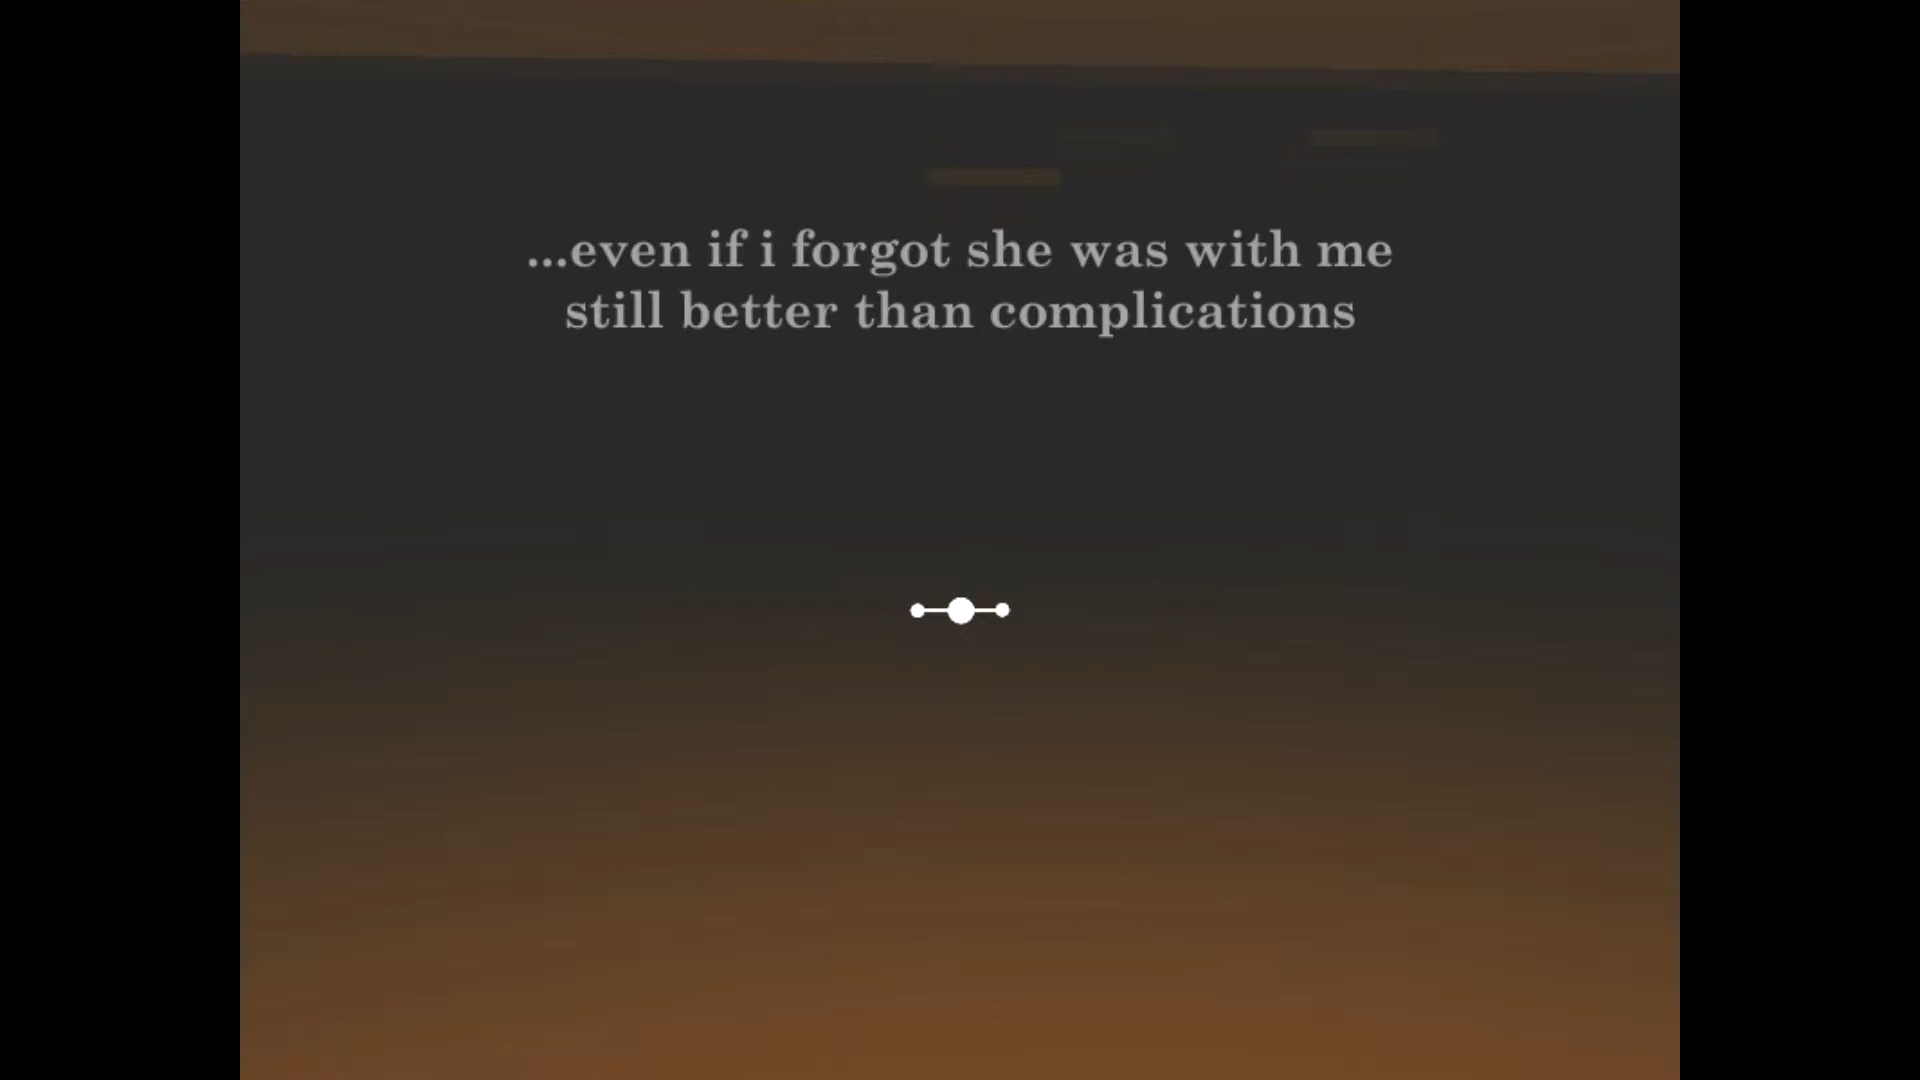 ...even if i forgot she was with me
still better than complications